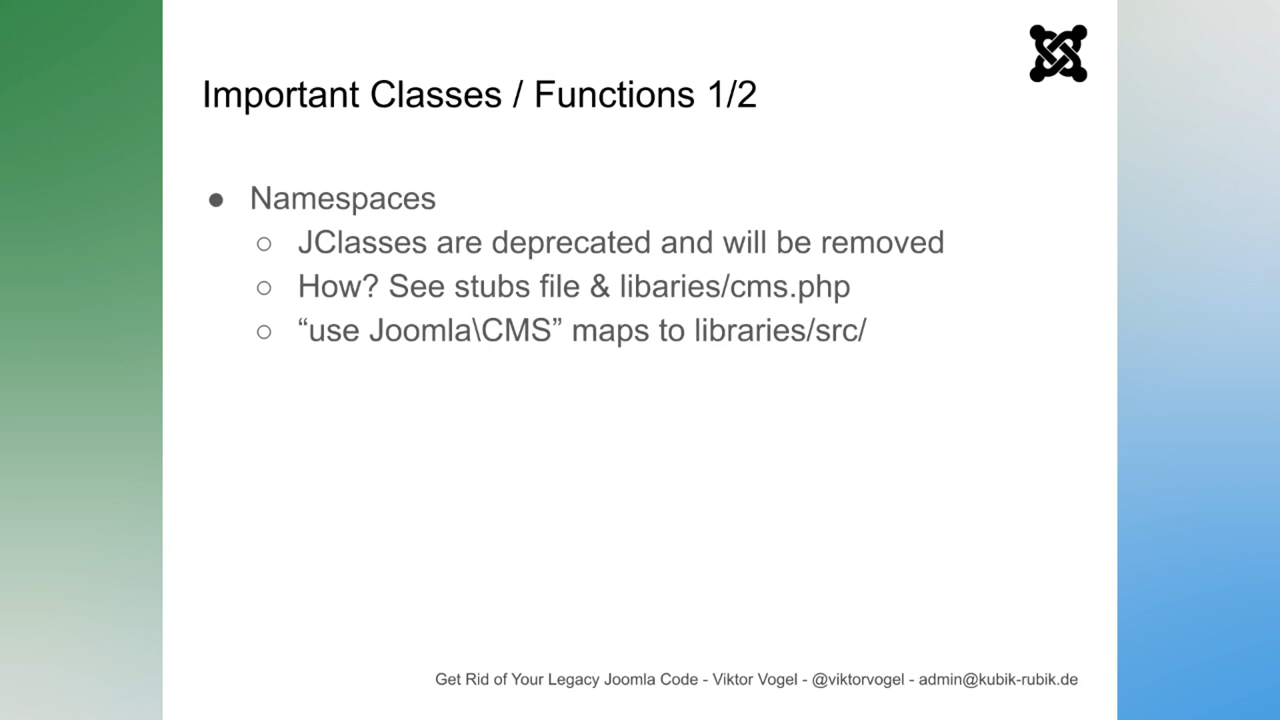 Important Classes / Functions 1/2
● Namespaces
○ JClasses are deprecated and will be removed
○ How? See stubs file & libaries/cms.php
○ “use Joomla\CMS” maps to libraries/src/
Get Rid of Your Legacy Joomla Code - Viktor Vogel - @viktorvogel - admin@kubik-rubik.de